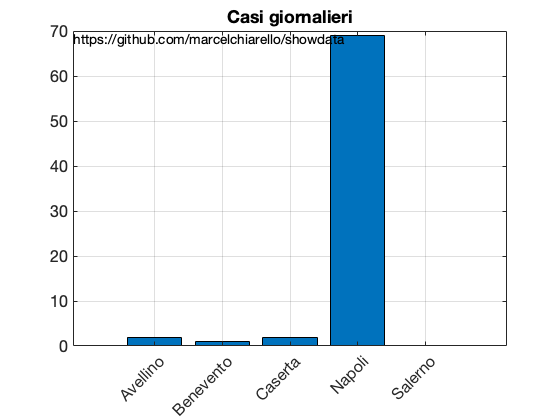 Casi giornalieri
https://github.com/marcelchiarello/showdata
70
60
50
40
30
20
10
0
Avellino
Benevento
Caserta
Napoli
Salerno